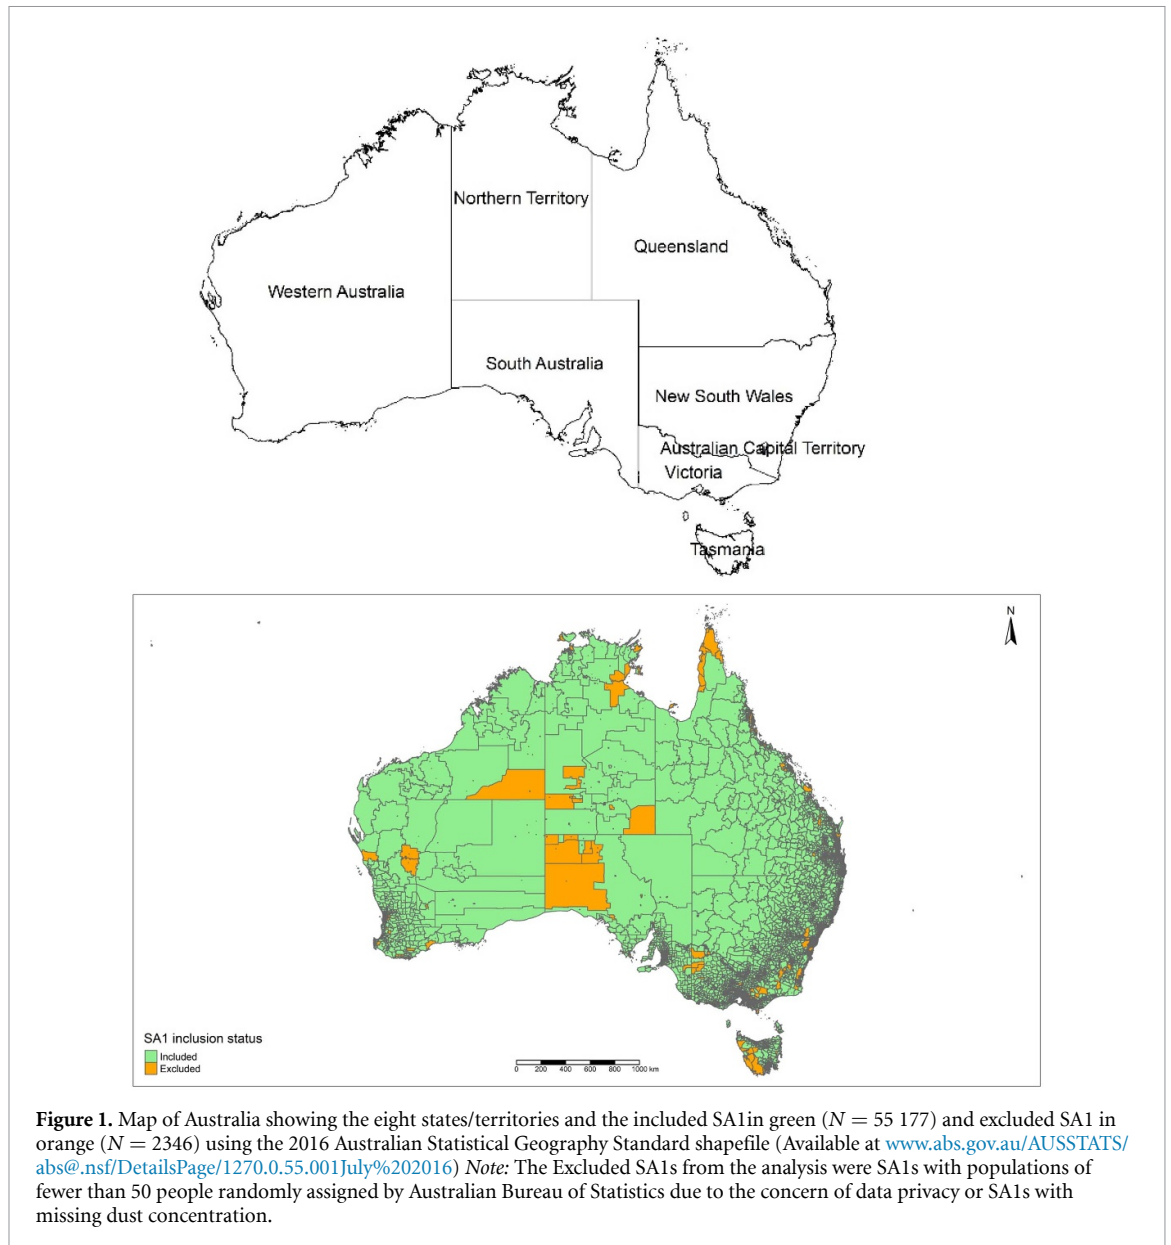 Northern Territory
Queensland
Western Australia
South Australia
New South Wales
Australian Capital Territory
Victoria
Tasmania
N
SA1 inclusion status
Included
Excluded
0 200 400 600 800 1000 km
Figure 1. Map of Australia showing the eight states/territories and the included SA1in green (N = 55 177) and excluded SA1 in
orange (N = 2346) using the 2016 Australian Statistical Geography Standard shapefile (Available at www.abs.gov.au/AUSSTATS/
abs@.nsf/DetailsPage/1270.0.55.001July%202016) Note: The Excluded SA1s from the analysis were SA1s with populations of
fewer than 50 people randomly assigned by Australian Bureau of Statistics due to the concern of data privacy or SA1s with
missing dust concentration.